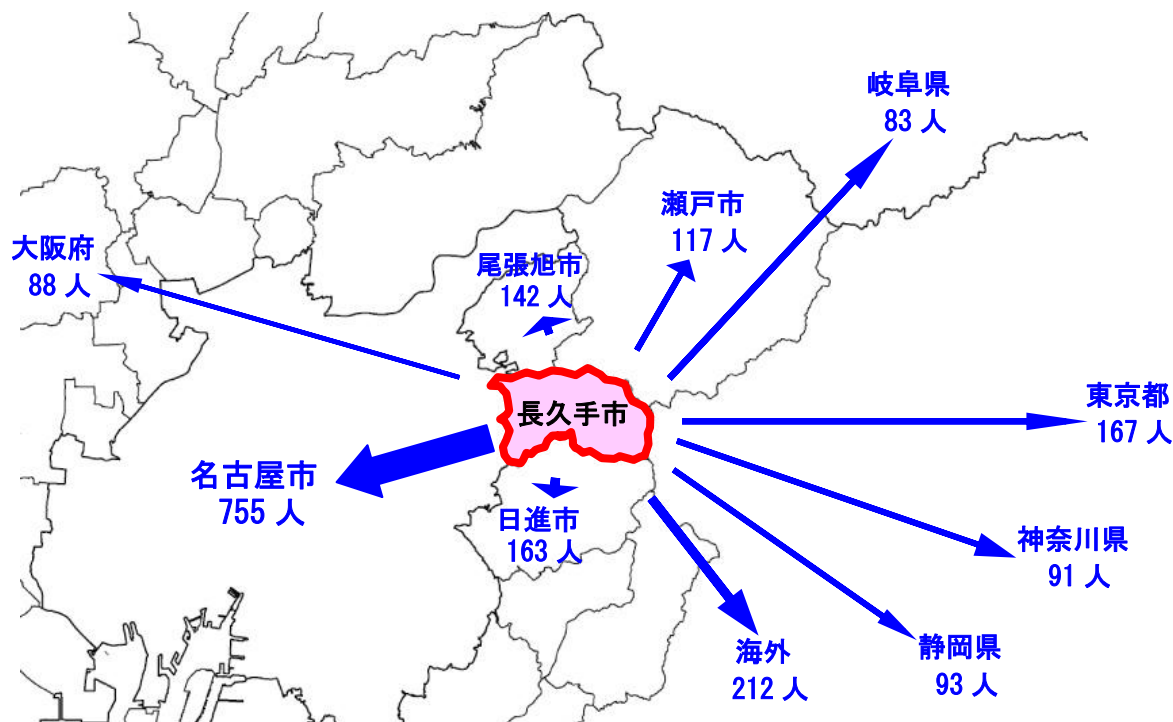 岐阜県
83 人
瀬戸市
117 人
大阪府
88 人
尾張旭市
142 人
長久手市
東京都
167 人
名古屋市
755 人
日進市
163 人
神奈川県
91 人
海外
212 人
静岡県
93 人